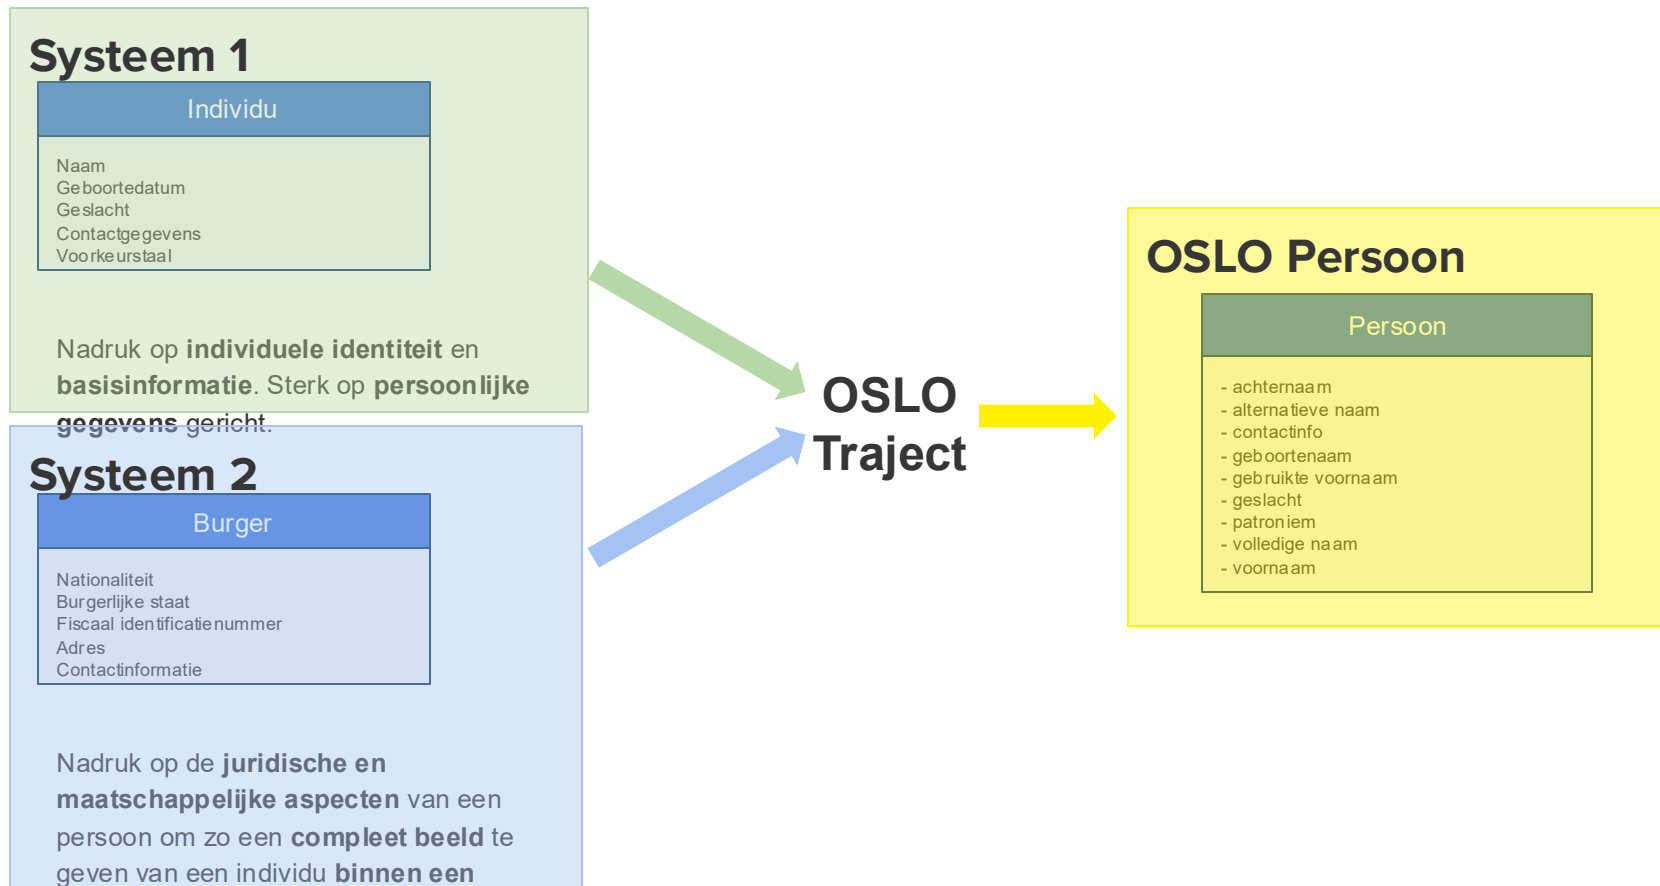 Systeem 1
Individu
Naam
Geboortedatum
Geslacht
Contactgegevens
Voorkeurstaal
Nadruk op individuele identiteit en
basisinformatie. Sterk op persoonlijke
gegevens gericht.
Systeem 2
Burger
Nationaliteit
Burgerlijke staat
Fiscaal identificatienummer
Adres
Contactinformatie
Nadruk op de juridische en
maatschappelijke aspecten van een
persoon om zo een compleet beeld te
geven van een individu binnen een
OSLO
Traject
OSLO Persoon
Persoon
- achternaam
- alternatieve naam
- contactinfo
- geboortenaam
- gebruikte voornaam
- geslacht
- patroniem
- volledige naam
- voornaam